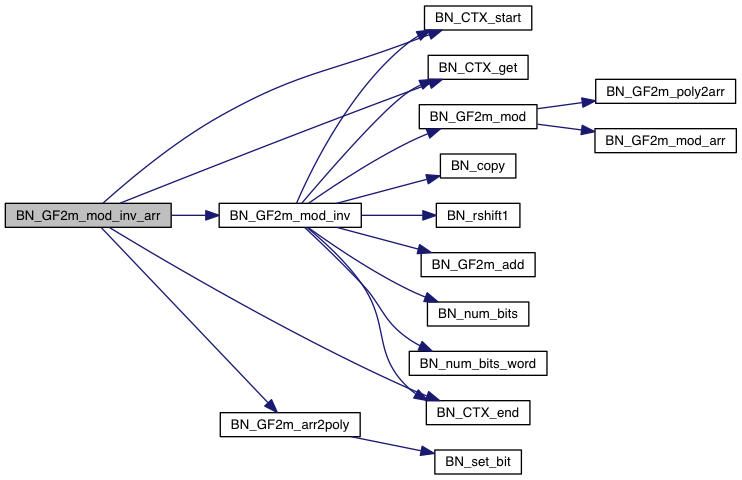 BN_CTX_start
BN_CTX_get
BN_GF2m_poly2arr
BN_GF2m_mod
BN_GF2m_mod_arr
BN_copy
BN_GF2m_mod_inv_arr
BN_GF2m_mod_inv
BN_rshift1
BN_GF2m_add
BN_num_bits
BN_num_bits_word
BN_CTX_end
BN_GF2m_arr2poly
BN_set_bit